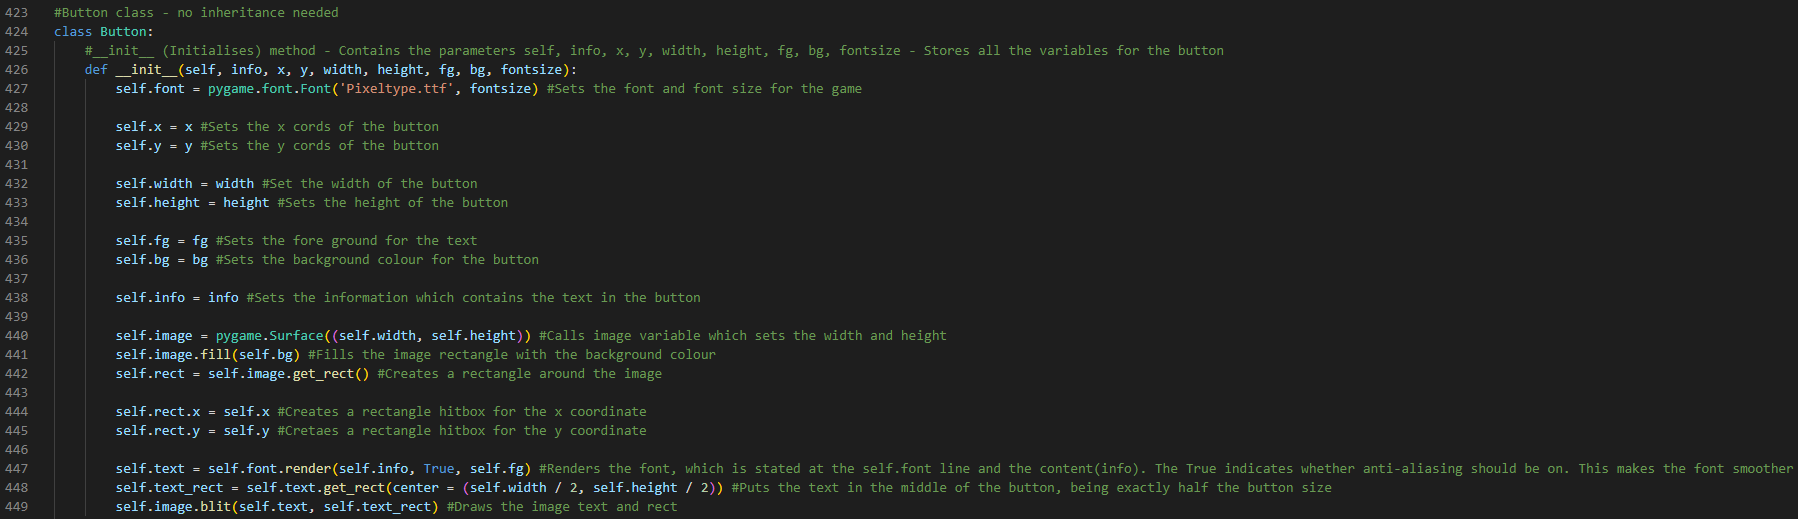 423 #Button class - no inheritance needed
424 class Button:
425     #__init__ (Initialises) method - Contains the parameters self, info, x, y, width, height, fg, bg, fontsize - Stores all the variables for the button
426     def __init__(self, info, x, y, width, height, fg, bg, fontsize):
427         self.font = pygame.font.Font('Pixeltype.ttf', fontsize) #Sets the font and font size for the game
428
429         self.x = x #Sets the x cords of the button
430         self.y = y #Sets the y cords of the button
431
432         self.width = width #Set the width of the button
433         self.height = height #Sets the height of the button
434
435         self.fg = fg #Sets the fore ground for the text
436         self.bg = bg #Sets the background colour for the button
437
438         self.info = info #Sets the information which contains the text in the button
439
440         self.image = pygame.Surface((self.width, self.height)) #Calls image variable which sets the width and height
441         self.image.fill(self.bg) #Fills the image rectangle with the background colour
442         self.rect = self.image.get_rect() #Creates a rectangle around the image
443
444         self.rect.x = self.x #Creates a rectangle hitbox for the x coordinate
445         self.rect.y = self.y #Cretaes a rectangle hitbox for the y coordinate
446
447         self.text = self.font.render(self.info, True, self.fg) #Renders the font, which is stated at the self.font line and the content(info). The True indicates whether anti-aliasing should be on. This makes the font smoother
448         self.text_rect = self.text.get_rect(center = (self.width / 2, self.height / 2)) #Puts the text in the middle of the button, being exactly half the button size
449         self.image.blit(self.text, self.text_rect) #Draws the image text and rect